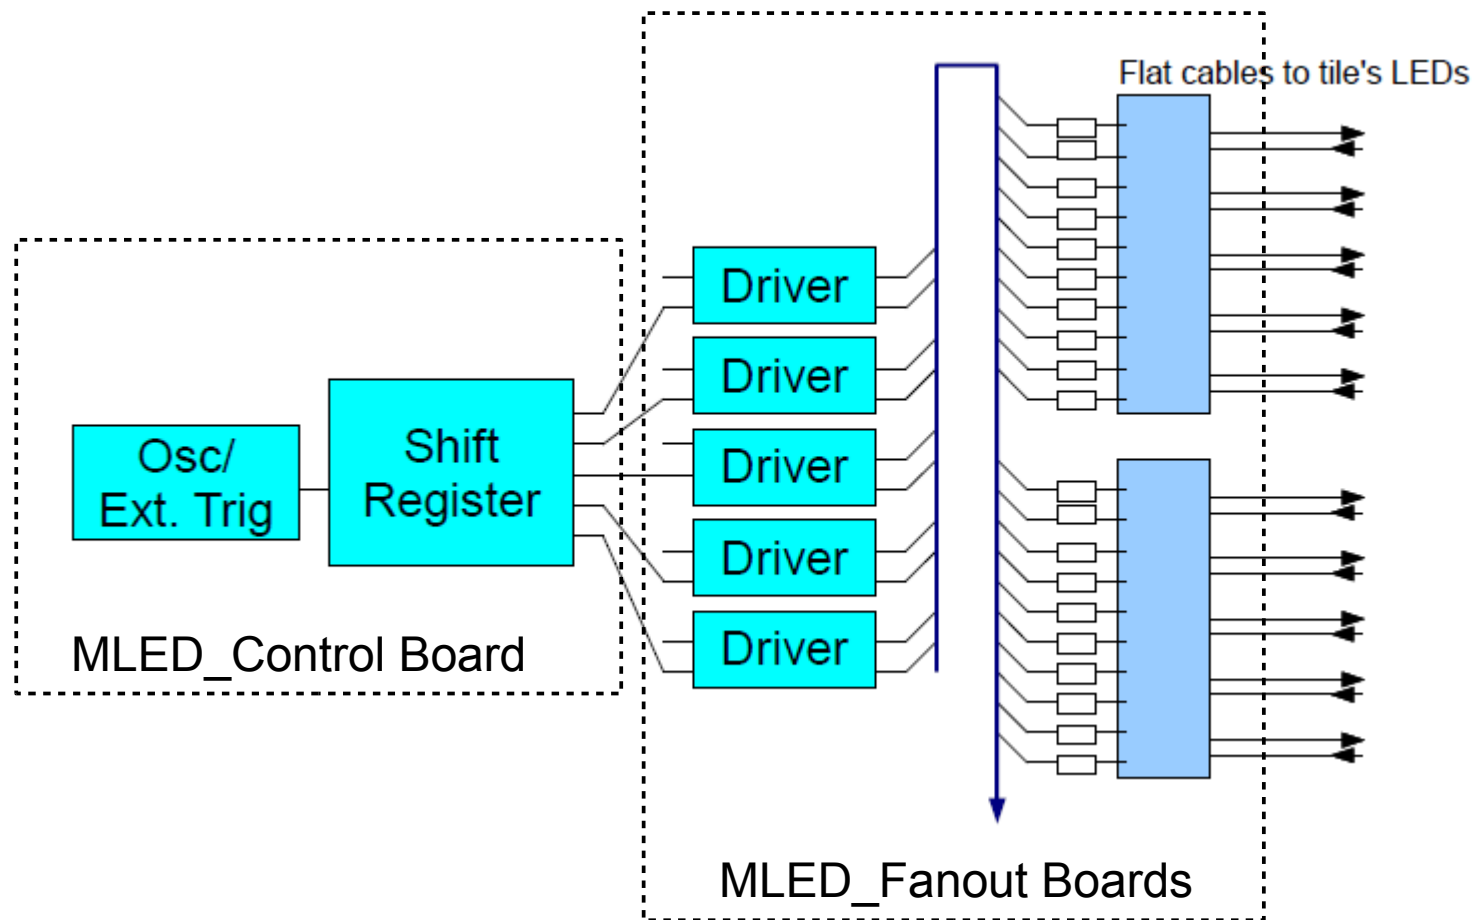 Flat cables to tile's LEDs
Driver
Driver
Driver
Driver
Driver
Osc/
Ext. Trig
Shift
Register
MLED_Control Board
MLED_Fanout Boards